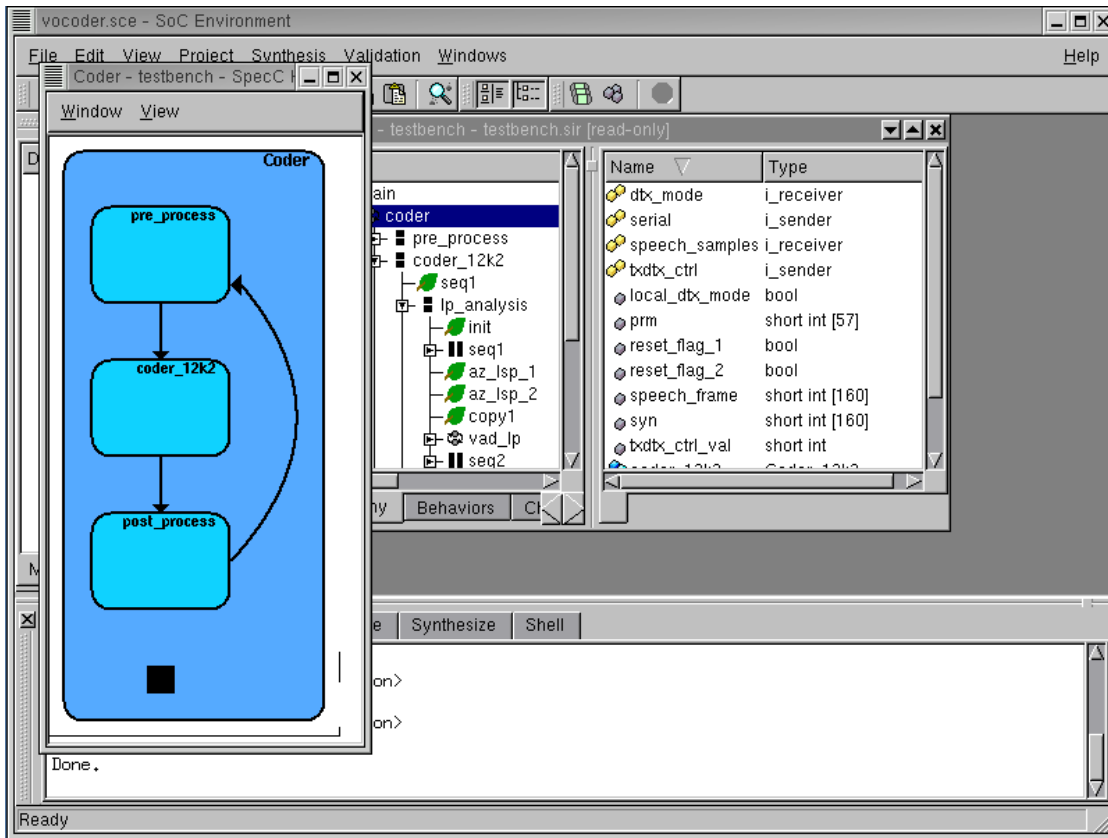 vocoder.sce - SoC Environment
File Edit View Project Synthesis Validation Windows Help
Coder - testbench - SpecC
Window View
Coder
pre_process
coder_12k2
post_process
- testbench - testbench.sir [read-only]
ain
coder
pre_process
coder_12k2
seq1
lp_analysis
init
seq1
az_lsp_1
az_lsp_2
copy1
vad_lp
seq2
Behaviors
Name Type
dtx_mode i_receiver
serial i_sender
speech_samples i_receiver
txdtx_ctrl i_sender
local_dtx_mode bool
prm short int [57]
reset_flag_1 bool
reset_flag_2 bool
speech_frame short int [160]
syn short int [160]
txdtx_ctrl_val short int
Synthesize Shell
on>
on>
Done.
Ready